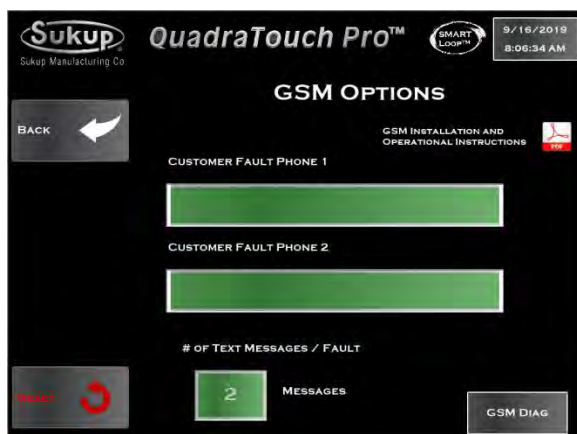 Sukup
Sukup Manufacturing Co
QuadraTouch Pro™
SMART
LOOP™
9/16/2019
8:06:34 AM
GSM OPTIONS
BACK
GSM INSTALLATION AND
OPERATIONAL INSTRUCTIONS
PDF
CUSTOMER FAULT PHONE 1
CUSTOMER FAULT PHONE 2
# OF TEXT MESSAGES / FAULT
RESET
2
MESSAGES
GSM DIAG